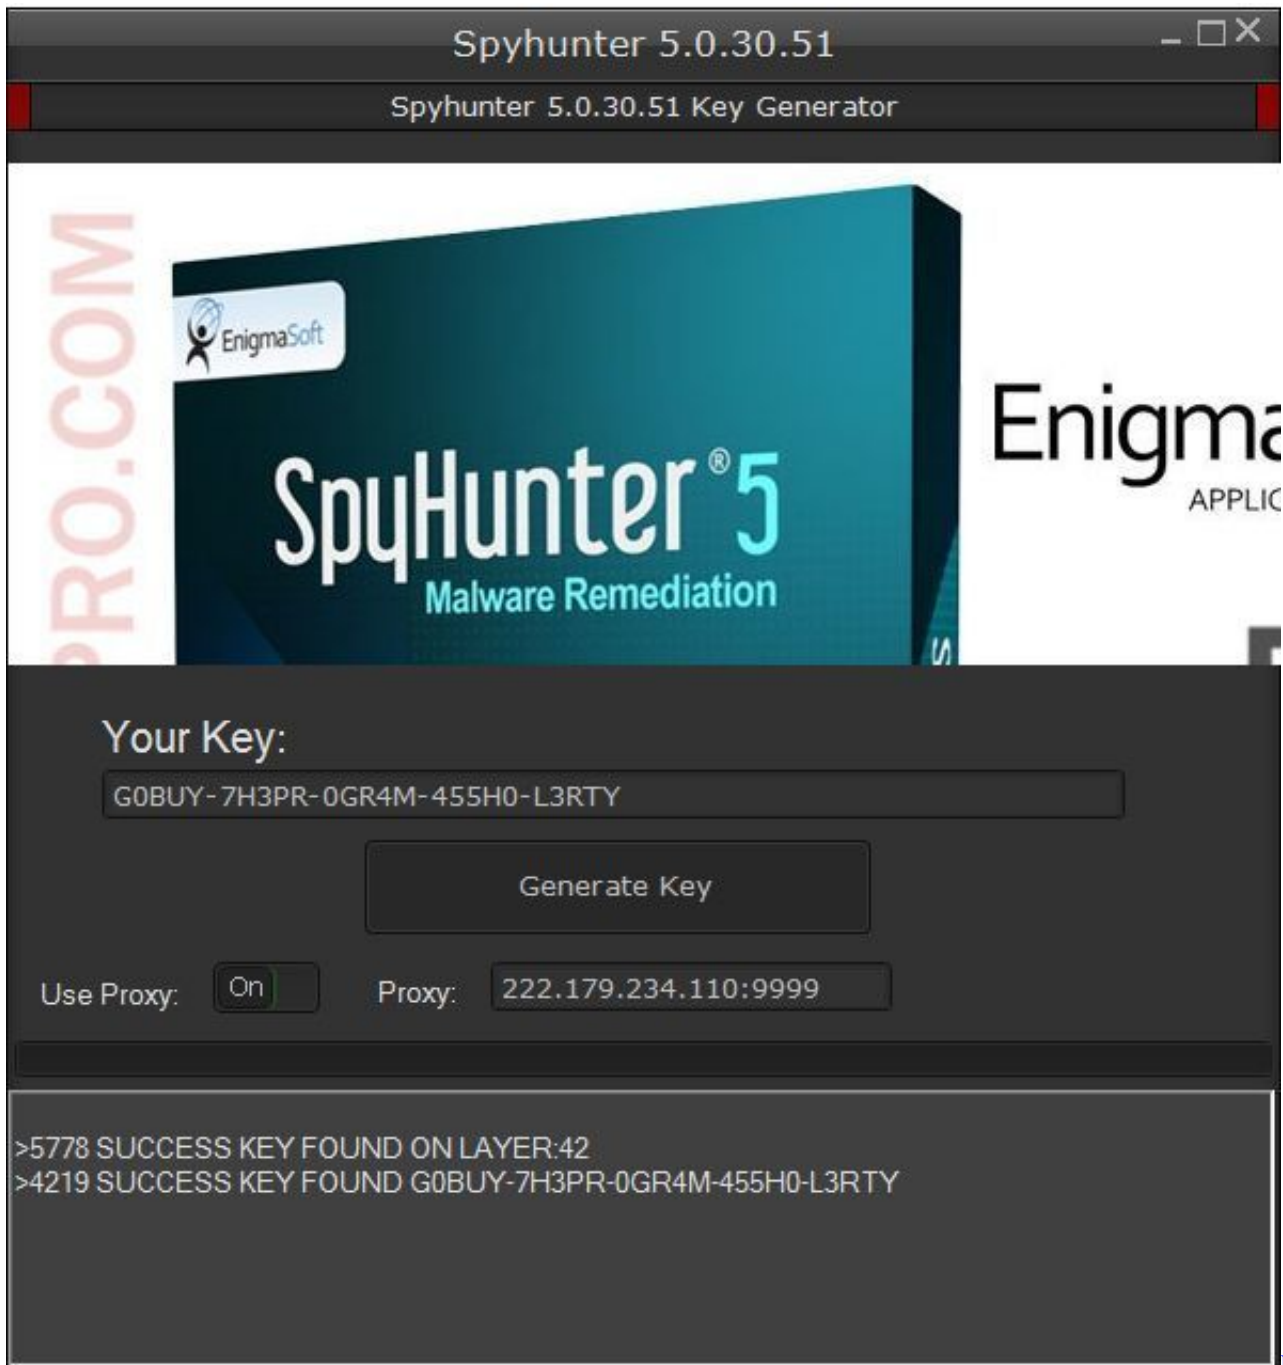 Spyhunter 5.0.30.51
Spyhunter 5.0.30.51 Key Generator
PRO.COM
EnigmaSoft
SpyHunter®5
Malware Remediation
S
Enigma
APPLIC
Your Key:
G0BUY-7H3PR-0GR4M-455H0-L3RTY
Generate Key
Use Proxy:
On
Proxy:
222.179.234.110:9999
>5778 SUCCESS KEY FOUND ON LAYER:42
>4219 SUCCESS KEY FOUND G0BUY-7H3PR-0GR4M-455H0-L3RTY